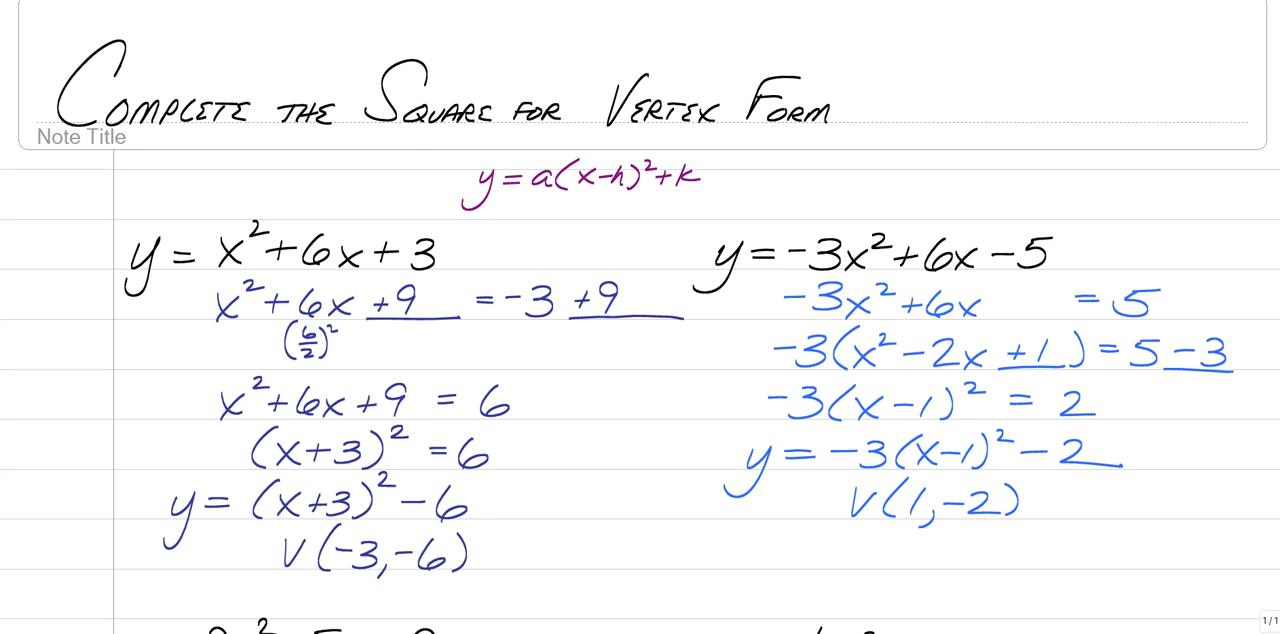 COMPLETE THE SQUARE FOR VERTEX FORM
Note Title
y = a(x-h)²+k
y = x²+6x+3
x²+6x +9 = -3 +9
(6/2)²
x²+6x+9 = 6
(x+3)² = 6
y = (x+3)² - 6
V(-3,-6)
y = -3x²+6x-5
-3x²+6x = 5
-3(x²-2x +1) = 5 -3
-3(x-1)² = 2
y = -3(x-1)² - 2
V(1,-2)
1/1